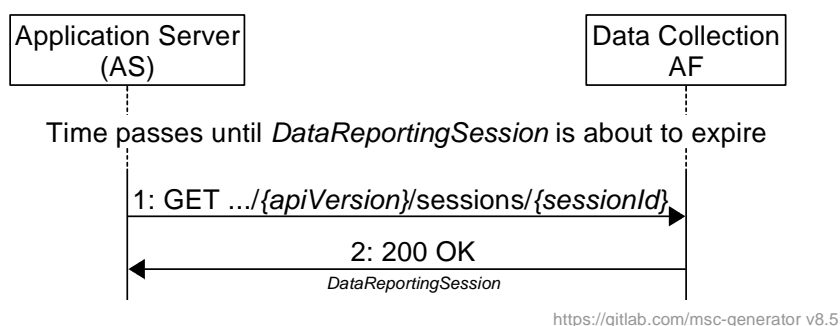 Application Server
(AS)
Data Collection
AF
Time passes until DataReportingSession is about to expire
1: GET .../{apiVersion}/sessions/{sessionId}
2: 200 OK
DataReportingSession
https://gitlab.com/msc-generator v8.5